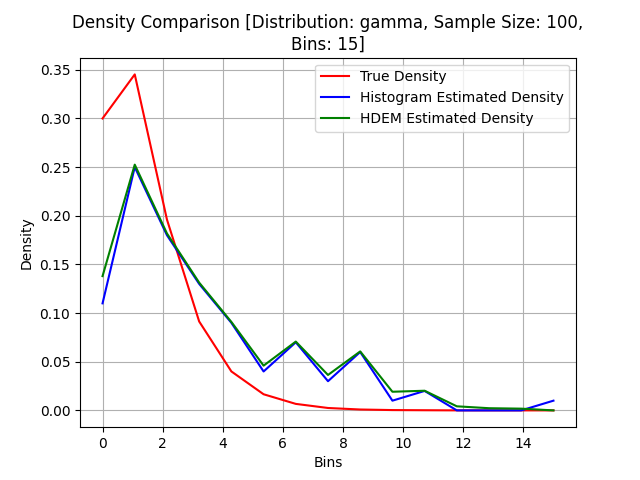 Density Comparison [Distribution: gamma, Sample Size: 100,
Bins: 15]
True Density
Histogram Estimated Density
HDEM Estimated Density
Density
0.35
0.30
0.25
0.20
0.15
0.10
0.05
0.00
0 2 4 6 8 10 12 14
Bins